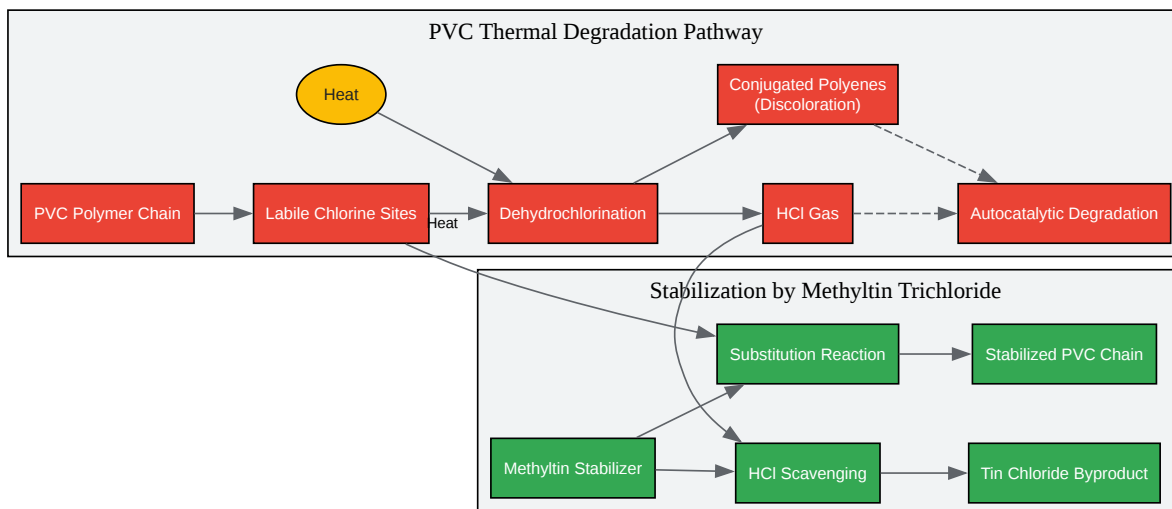 PVC Thermal Degradation Pathway
Heat
Conjugated Polyenes
(Discoloration)
PVC Polymer Chain
Labile Chlorine Sites
Heat
Dehydrochlorination
HCl Gas
Autocatalytic Degradation
Stabilization by Methyltin Trichloride
Substitution Reaction
Stabilized PVC Chain
Methyltin Stabilizer
HCl Scavenging
Tin Chloride Byproduct